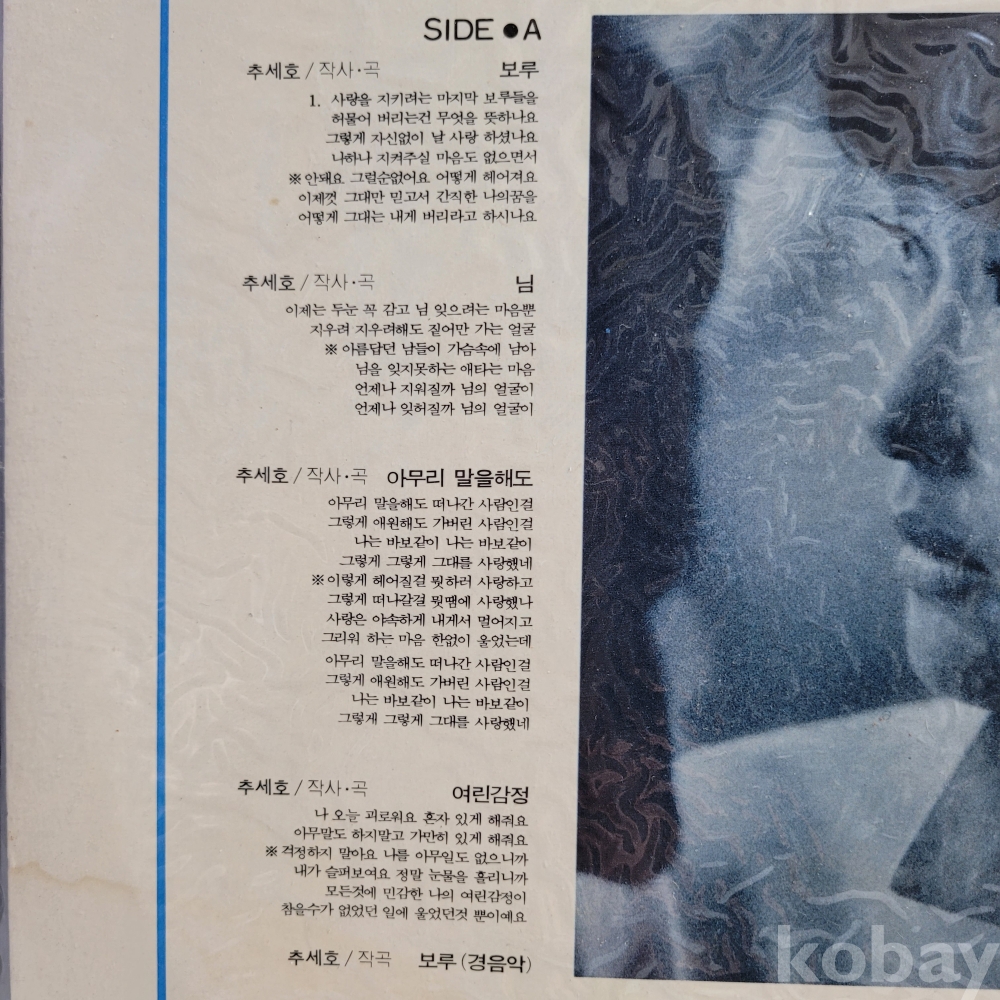 SIDE ●A
추세호 / 작사·곡 보루
1. 사랑을 지키려는 마지막 보루들을
허물어 버리는건 무엇을 뜻하나요
그렇게 자신없이 날 사랑 하셨나요
나하나 지켜주실 마음도 없으면서
※안돼요 그럴순없어요 어떻게 헤어져요
이제껏 그대만 믿고서 간직한 나의꿈을
어떻게 그대는 내게 버리라고 하시나요
추세호 / 작사·곡 님
이제는 두눈 꼭 감고 님 잊으려는 마음뿐
지우려 지우려해도 짙어만 가는 얼굴
※아름답던 남들이 가슴속에 남아
님을 잊지못하는 애타는 마음
언제나 지워질까 님의 얼굴이
언제나 잊혀질까 님의 얼굴이
추세호 / 작사·곡 아무리 말을해도
아무리 말을해도 떠나간 사람인걸
그렇게 애원해도 가버린 사람인걸
나는 바보같이 나는 바보같이
그렇게 그렇게 그대를 사랑했네
※이렇게 헤어질걸 뭣하러 사랑하고
그렇게 떠나갈걸 뭣땜에 사랑했나
사랑은 야속하게 내게서 멀어지고
그리워 하는 마음 한없이 울었는데
아무리 말을해도 떠나간 사람인걸
그렇게 애원해도 가버린 사람인걸
나는 바보같이 나는 바보같이
그렇게 그렇게 그대를 사랑했네
추세호 / 작사·곡 여린감정
나 오늘 괴로워요 혼자 있게 해줘요
아무말도 하지말고 가만히 있게 해줘요
※걱정하지 말아요 나를 아무일도 없으니까
내가 슬퍼보여요 정말 눈물을 흘리니까
모든것에 민감한 나의 여린감정이
참을수가 없었던 일에 울었던것 뿐이예요
추세호 / 작곡 보루 (경음악)
kobay